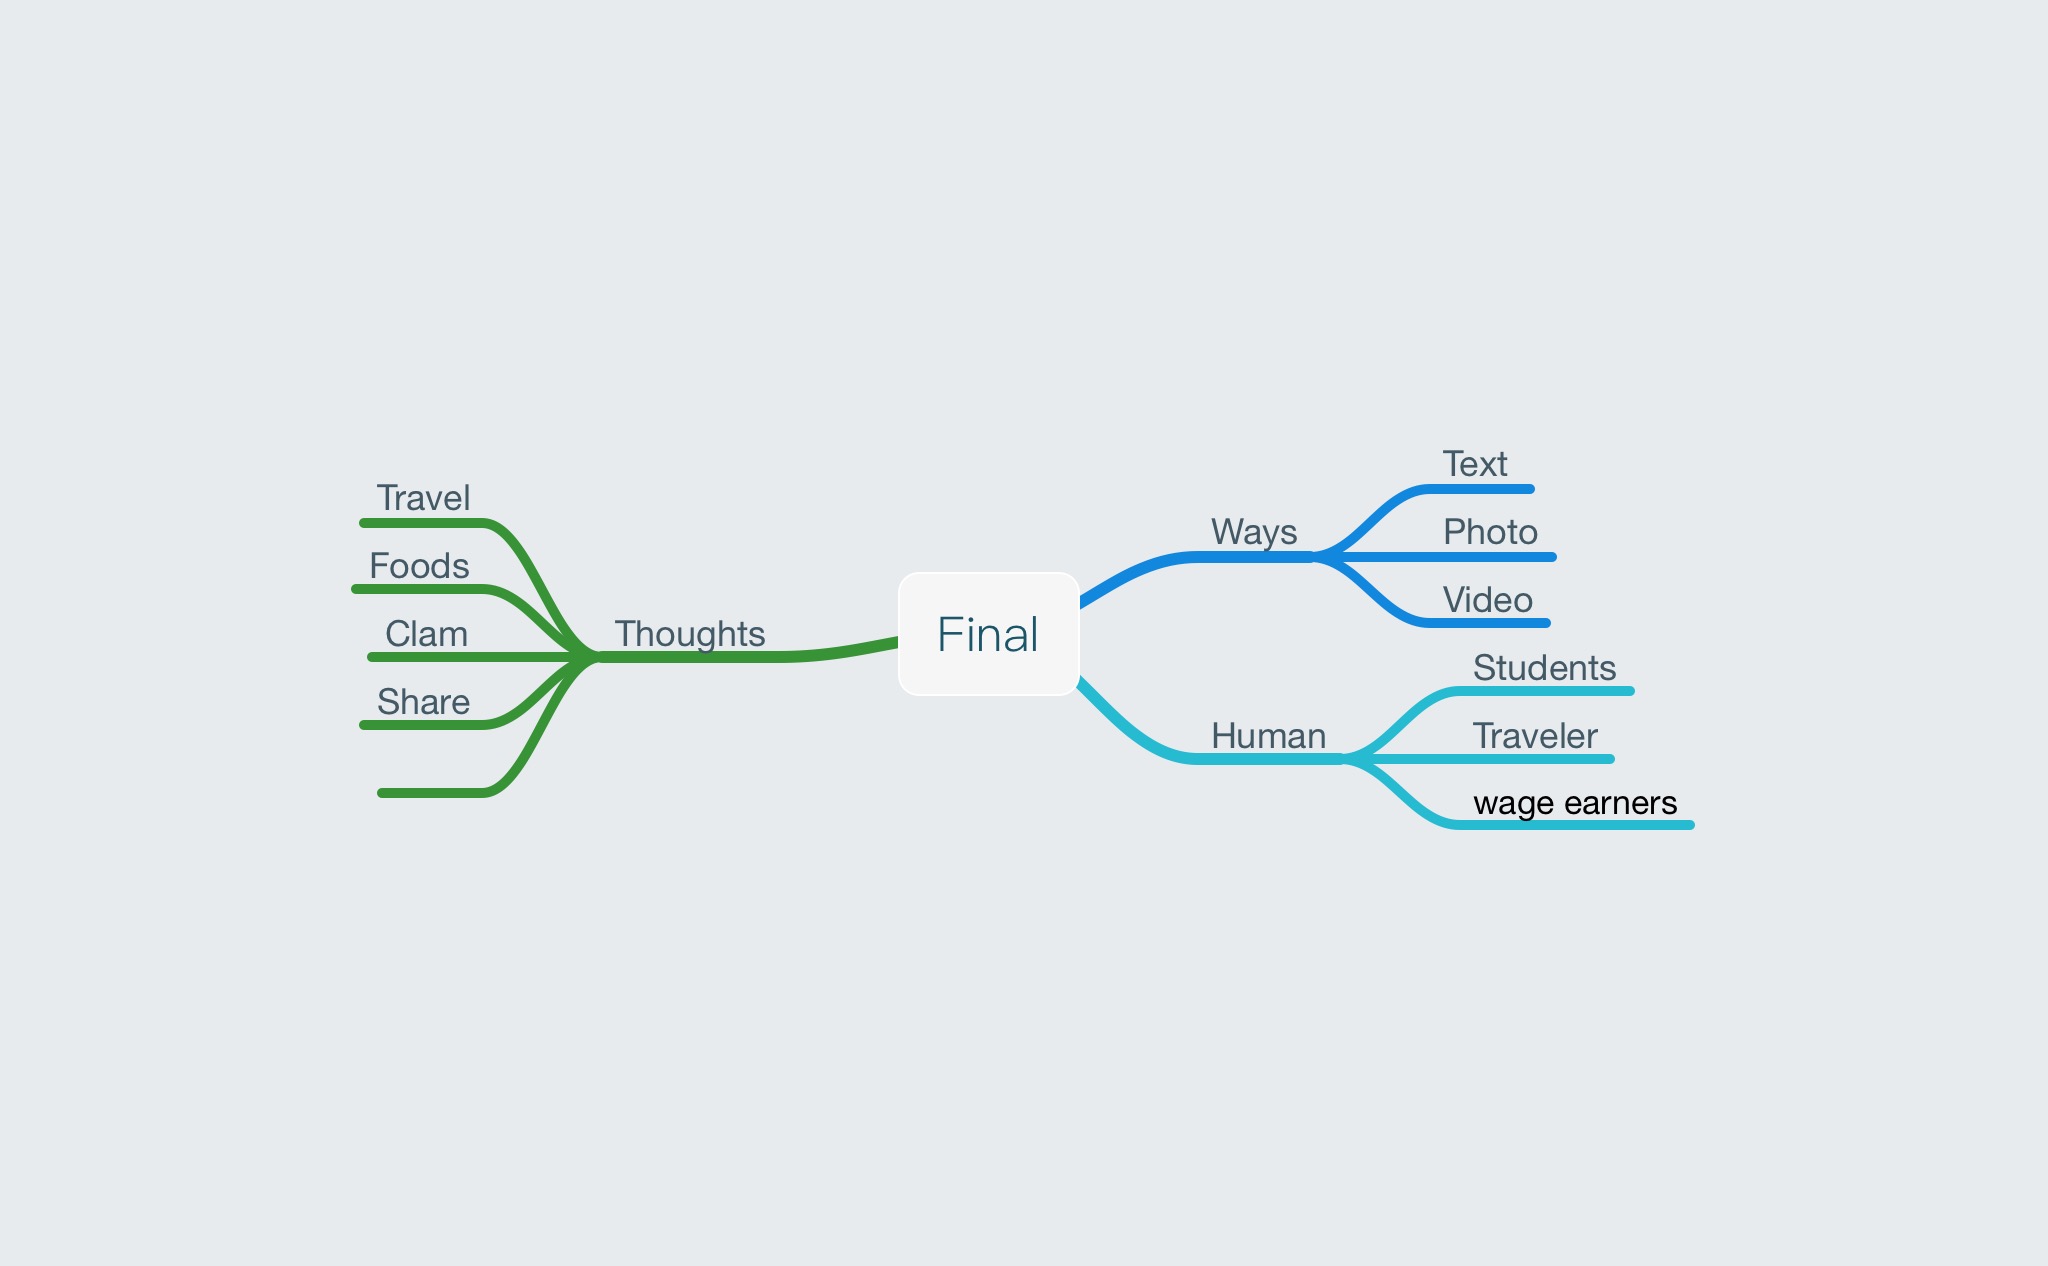 Final
Thoughts
Travel
Foods
Clam
Share
Ways
Text
Photo
Video
Human
Students
Traveler
wage earners